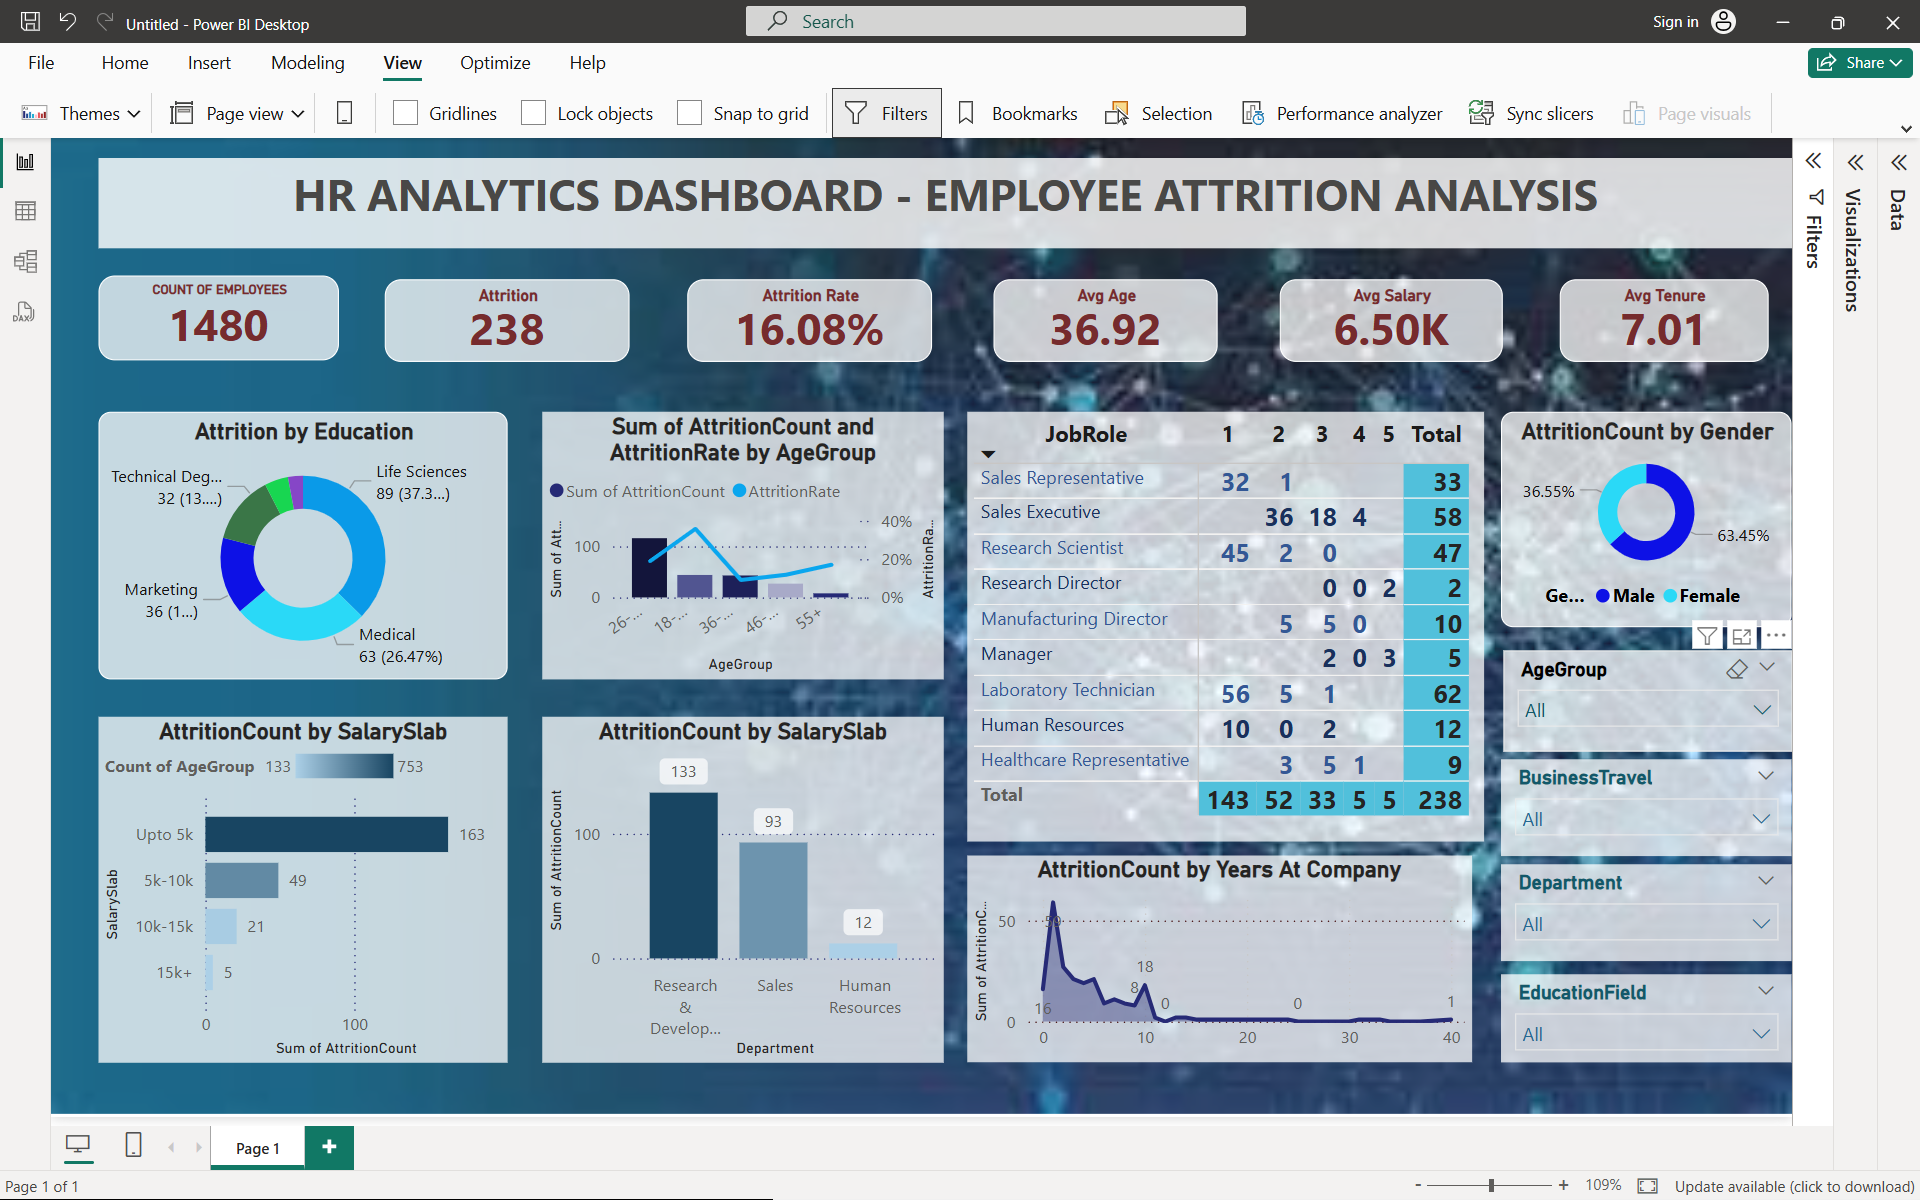 Untitled - Power BI Desktop
Search
Sign in
File Home Insert Modeling View Optimize Help
Share
Themes Page view Gridlines Lock objects Snap to grid Filters Bookmarks Selection Performance analyzer Sync slicers Page visuals
HR ANALYTICS DASHBOARD - EMPLOYEE ATTRITION ANALYSIS
Filters
Visualizations
Data
DAX
COUNT OF EMPLOYEES
1480
Attrition
238
Attrition Rate
16.08%
Avg Age
36.92
Avg Salary
6.50K
Avg Tenure
7.01
Attrition by Education
Technical Deg...
32 (13....)
Life Sciences
89 (37.3...)
Marketing
36 (1...)
Medical
63 (26.47%)
Sum of AttritionCount and
AttritionRate by AgeGroup
Sum of AttritionCount AttritionRate
Sum of Att...
100
0
40%
20%
0%
AttritionRa...
26-... 18-... 36-... 46-... 55+
AgeGroup
JobRole 1 2 3 4 5 Total
Sales Representative 32 1 33
Sales Executive 36 18 4 58
Research Scientist 45 2 0 47
Research Director 0 0 2 2
Manufacturing Director 5 5 0 10
Manager 2 0 3 5
Laboratory Technician 56 5 1 62
Human Resources 10 0 2 12
Healthcare Representative 3 5 1 9
Total 143 52 33 5 5 238
AttritionCount by Gender
36.55%
63.45%
Ge... Male Female
AgeGroup
All
BusinessTravel
All
Department
All
EducationField
All
AttritionCount by SalarySlab
Count of AgeGroup 133 753
SalarySlab
Upto 5k 163
5k-10k 49
10k-15k 21
15k+ 5
0 100
Sum of AttritionCount
AttritionCount by SalarySlab
Sum of AttritionCount
100
0
133
93
12
Research
&
Develop...
Sales
Human
Resources
Department
AttritionCount by Years At Company
Sum of AttritionC...
50
0
59
16
8
18
0
0
1
0 10 20 30 40
Page 1
+
Page 1 of 1
- + 109%
Update available (click to download)